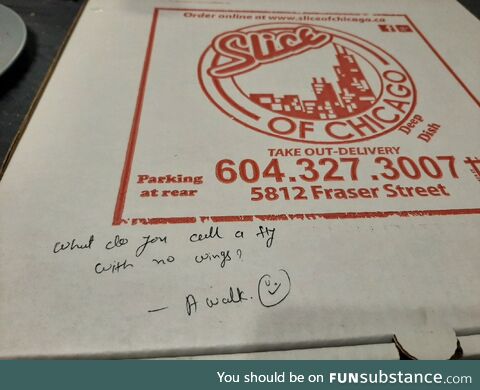 Order online at www.sliceofchicago.ca
Slice
OF CHICAGO
Deep
Dish
TAKE OUT-DELIVERY
Parking
at rear
604.327.3007
5812 Fraser Street
What do you call a fly
with no wings?
— A walk.
You should be on FUNsubstance.com